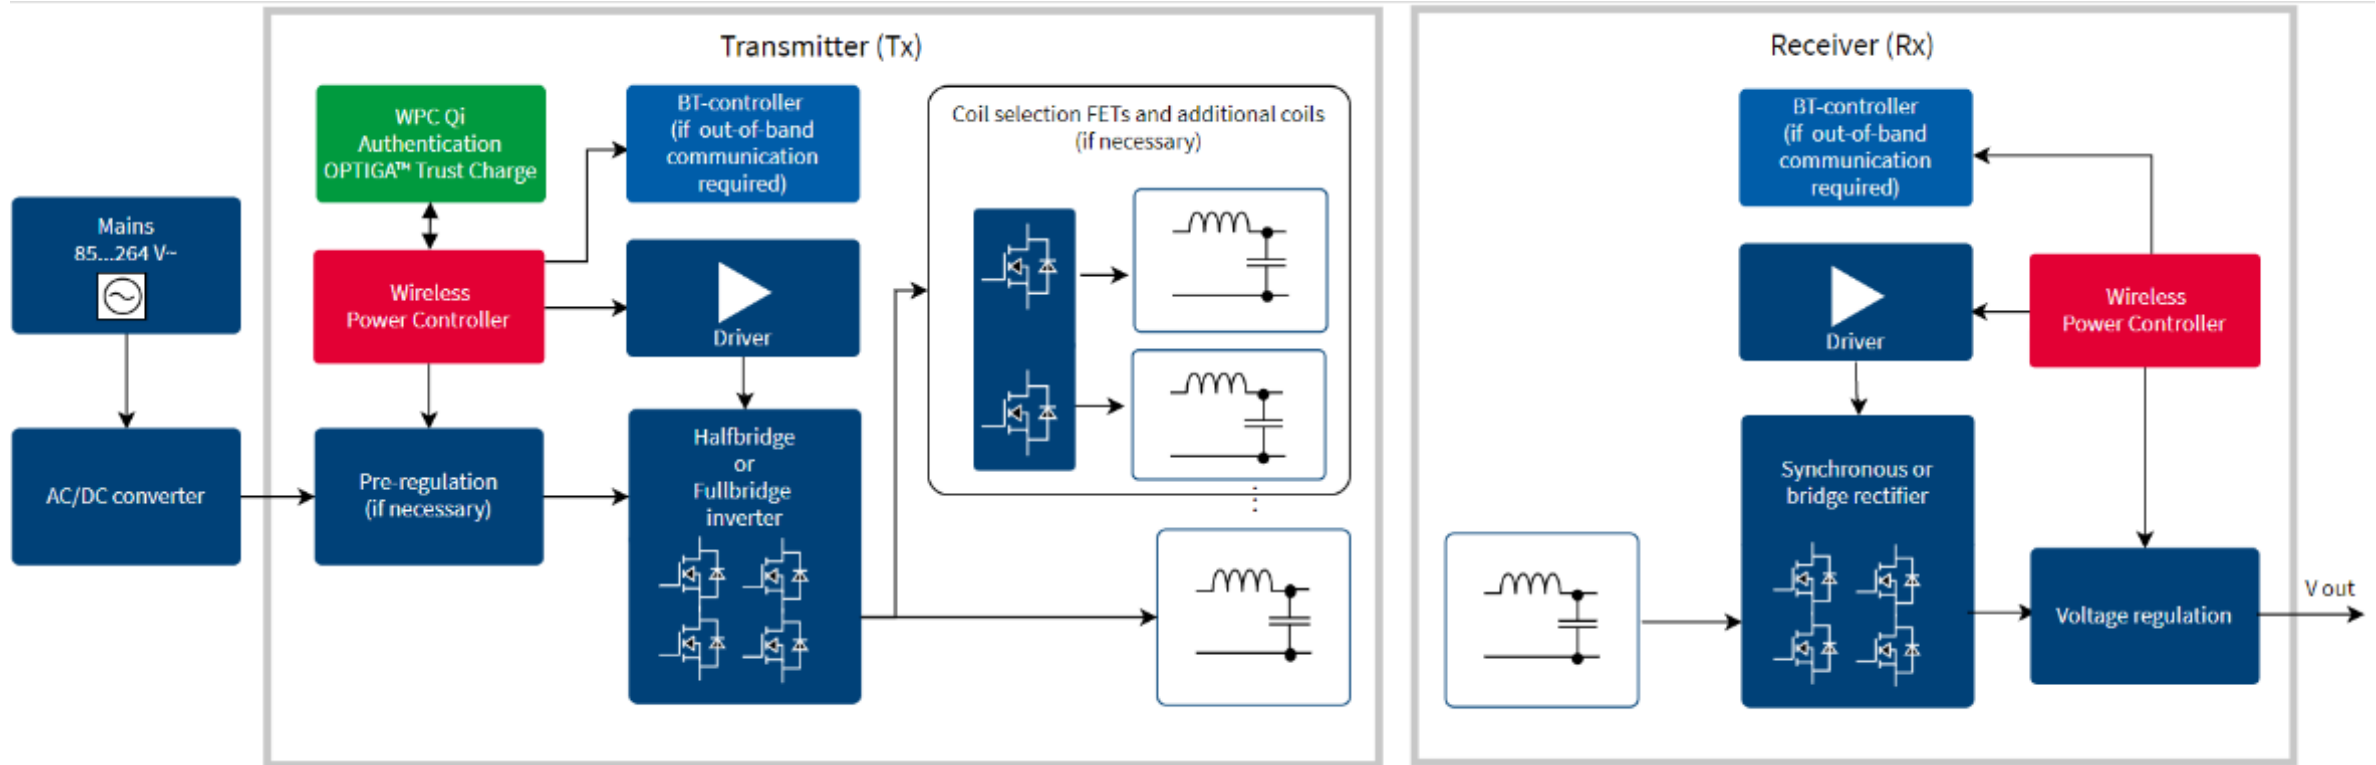 Transmitter (Tx)
WPC Qi
Authentication
OPTIGA™ Trust Charge
BT-controller
(if out-of-band
communication
required)
Coil selection FETs and additional coils
(if necessary)
Mains
85...264 V~
Wireless
Power Controller
Driver
AC/DC converter
Pre-regulation
(if necessary)
Halfbridge
or
Fullbridge
inverter
Receiver (Rx)
BT-controller
(if out-of-band
communication
required)
Driver
Wireless
Power Controller
Synchronous or
bridge rectifier
Voltage regulation
V out